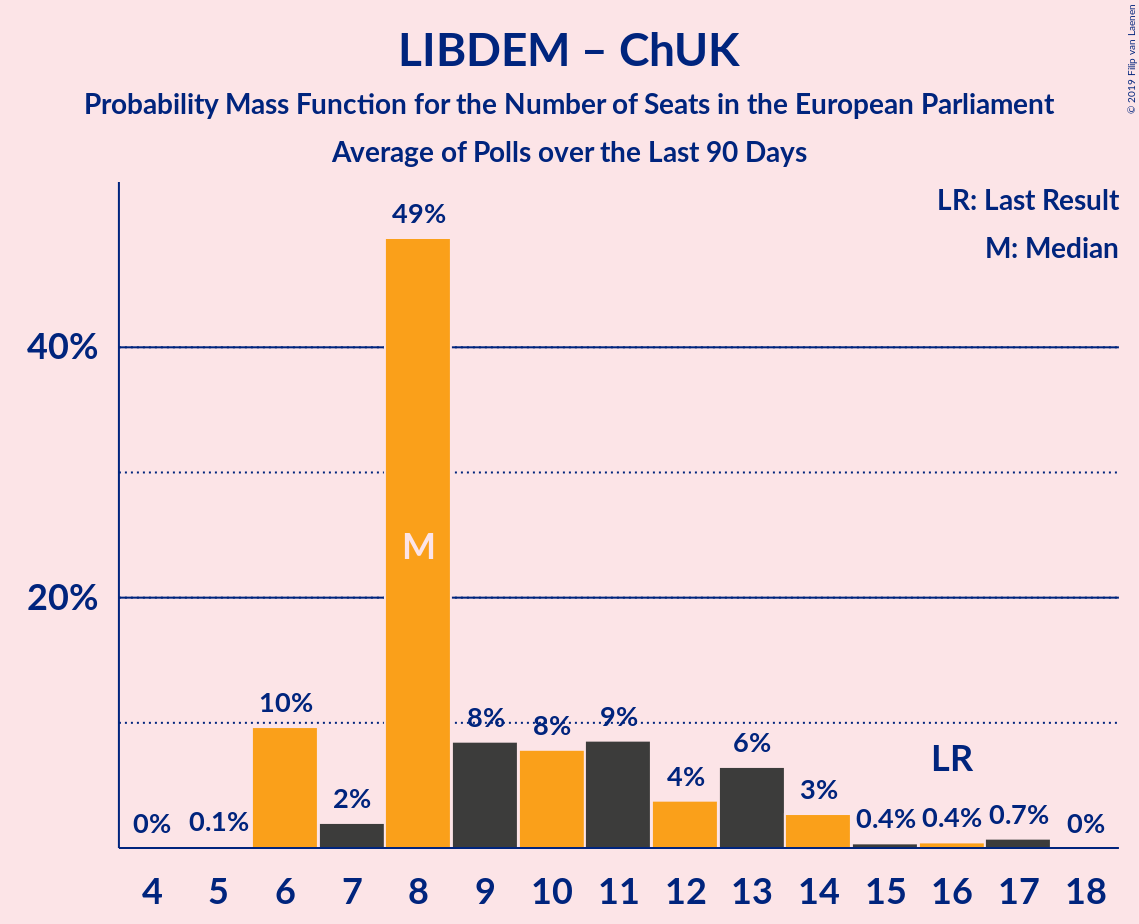 LIBDEM – ChUK
Probability Mass Function for the Number of Seats in the European Parliament
Average of Polls over the Last 90 Days
© 2019 Filip van Laenen
LR: Last Result
M: Median
49%
40%
M
20%
10%
8%
8%
9%
6%
LR
4%
3%
2%
0%
0.1%
0.4%
0.4%
0.7%
0%
4 5 6 7 8 9 10 11 12 13 14 15 16 17 18